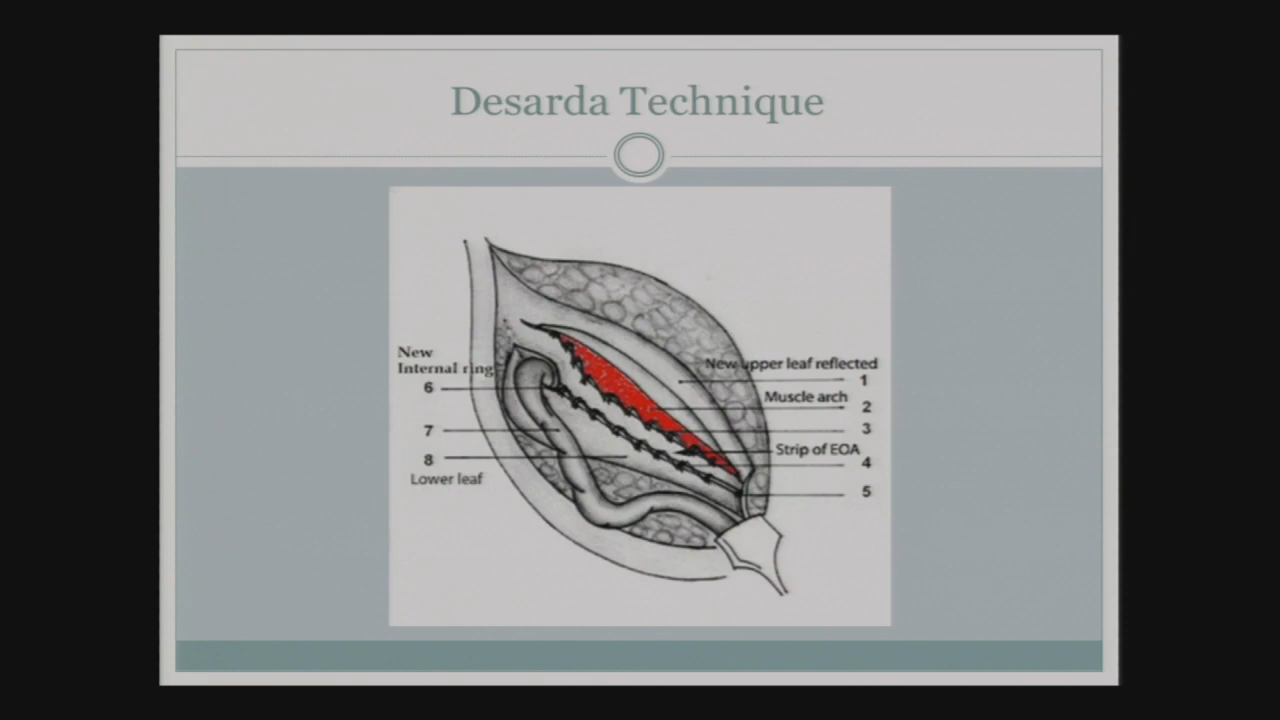 Desarda Technique
New
Internal ring
6
7
8
Lower leaf
New upper leaf reflected
1
Muscle arch
2
3
Strip of EOA
4
5